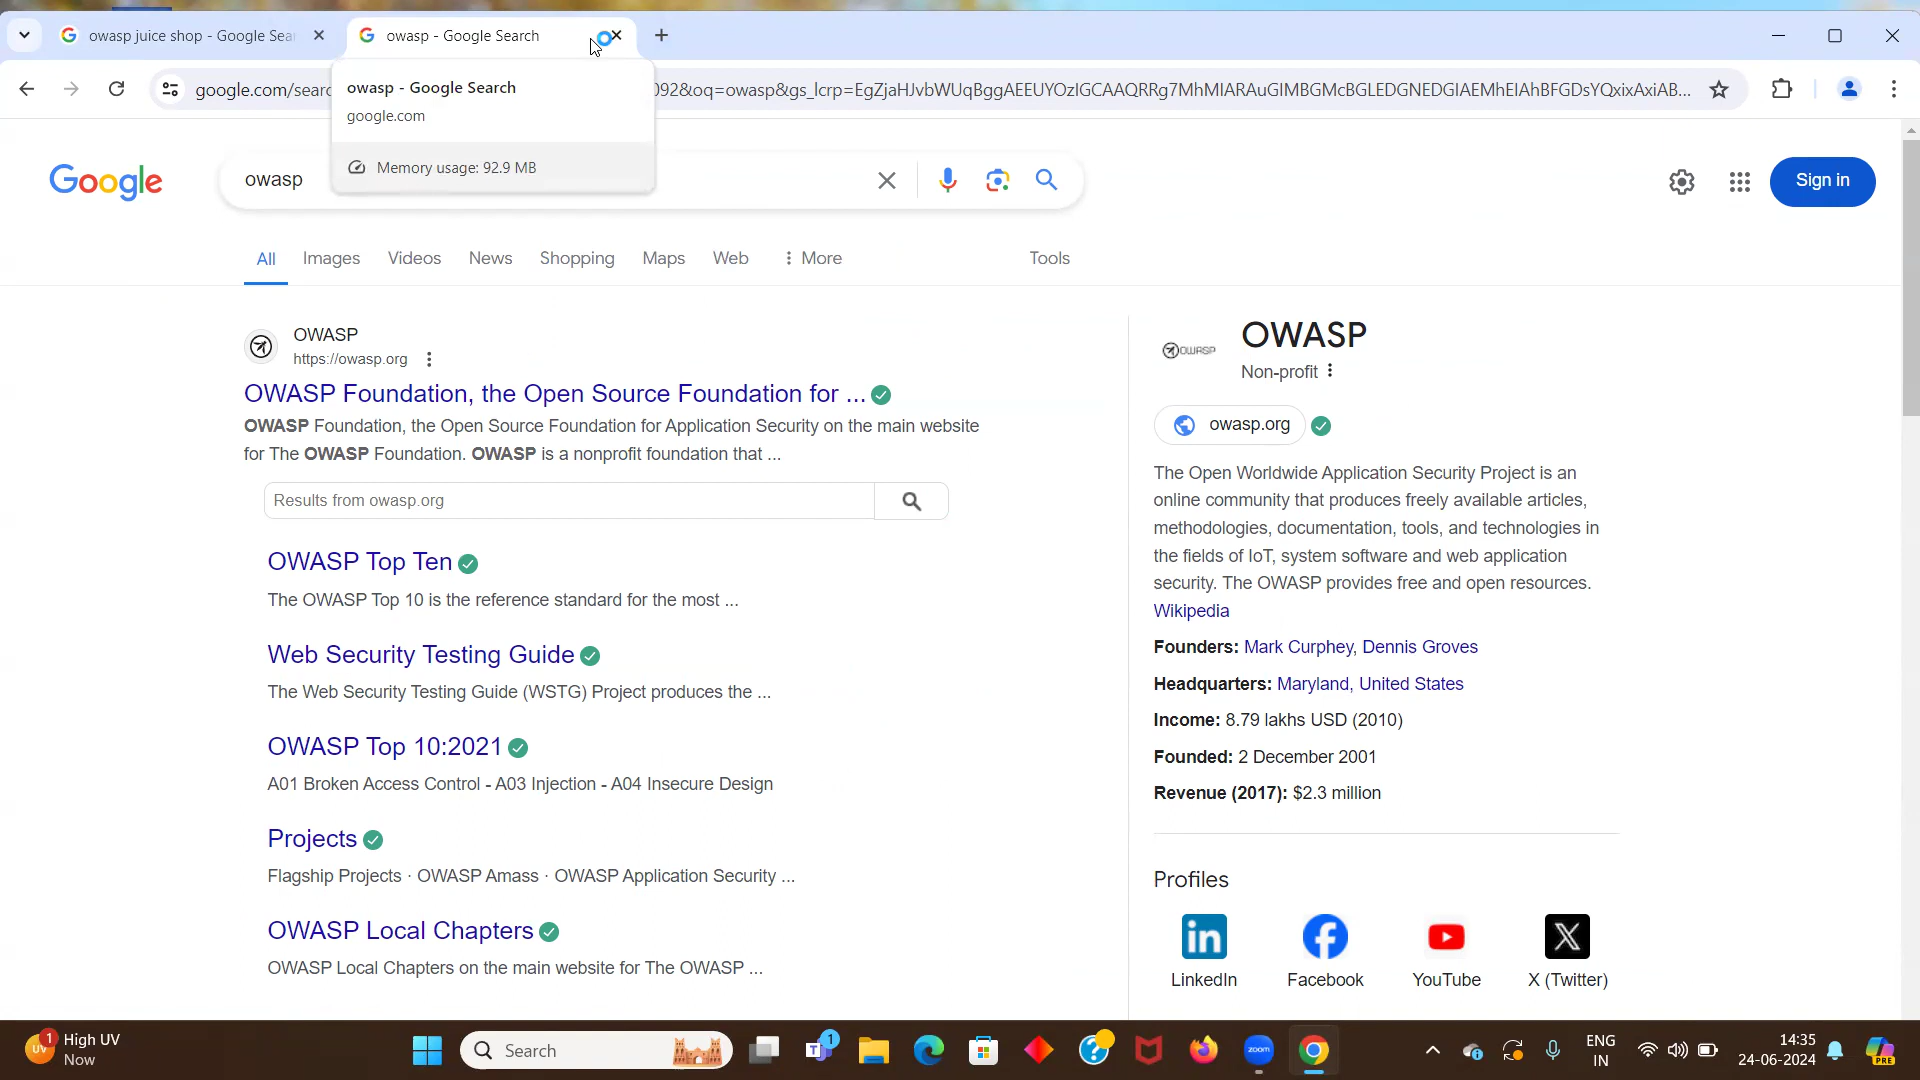 owasp juice shop - Google Sea
owasp - Google Search
google.com/searc
092&oq=owasp&gs_lcrp=EgZjaHJvbWUqBggAEEUYOzIGCAAQRRg7MhMIARAuGIMBGMcBGLEDGNEDGIAEMhEIAhBFGDsYQxixAxiAB...
owasp - Google Search
google.com
Memory usage: 92.9 MB
Google
owasp
Sign in
All
Images
Videos
News
Shopping
Maps
Web
More
Tools
OWASP
https://owasp.org
OWASP Foundation, the Open Source Foundation for ...
OWASP Foundation, the Open Source Foundation for Application Security on the main website
for The OWASP Foundation. OWASP is a nonprofit foundation that ...
Results from owasp.org
OWASP Top Ten
The OWASP Top 10 is the reference standard for the most ...
Web Security Testing Guide
The Web Security Testing Guide (WSTG) Project produces the ...
OWASP Top 10:2021
A01 Broken Access Control - A03 Injection - A04 Insecure Design
Projects
Flagship Projects · OWASP Amass · OWASP Application Security ...
OWASP Local Chapters
OWASP Local Chapters on the main website for The OWASP ...
OWASP
OWASP
Non-profit
owasp.org
The Open Worldwide Application Security Project is an
online community that produces freely available articles,
methodologies, documentation, tools, and technologies in
the fields of IoT, system software and web application
security. The OWASP provides free and open resources.
Wikipedia
Founders: Mark Curphey, Dennis Groves
Headquarters: Maryland, United States
Income: 8.79 lakhs USD (2010)
Founded: 2 December 2001
Revenue (2017): $2.3 million
Profiles
LinkedIn
Facebook
YouTube
X (Twitter)
UV
1
High UV
Now
Search
1
zoom
ENG
IN
14:35
24-06-2024
PRE